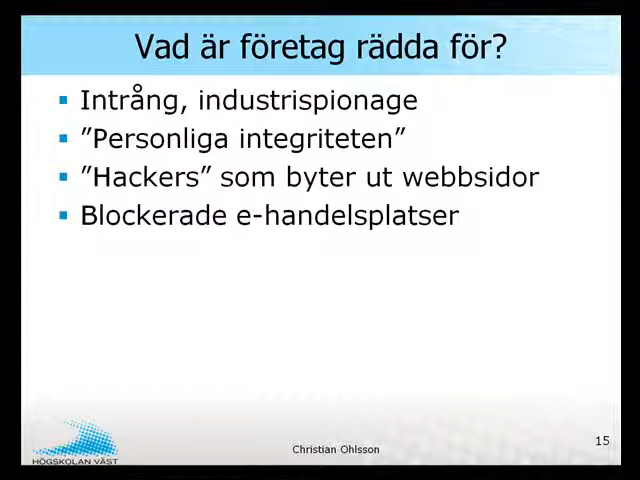 Vad är företag rädda för?
Intrång, industrispionage
”Personliga integriteten”
”Hackers” som byter ut webbsidor
Blockerade e-handelsplatser
HÖGSKOLAN VÄST
Christian Ohlsson
15